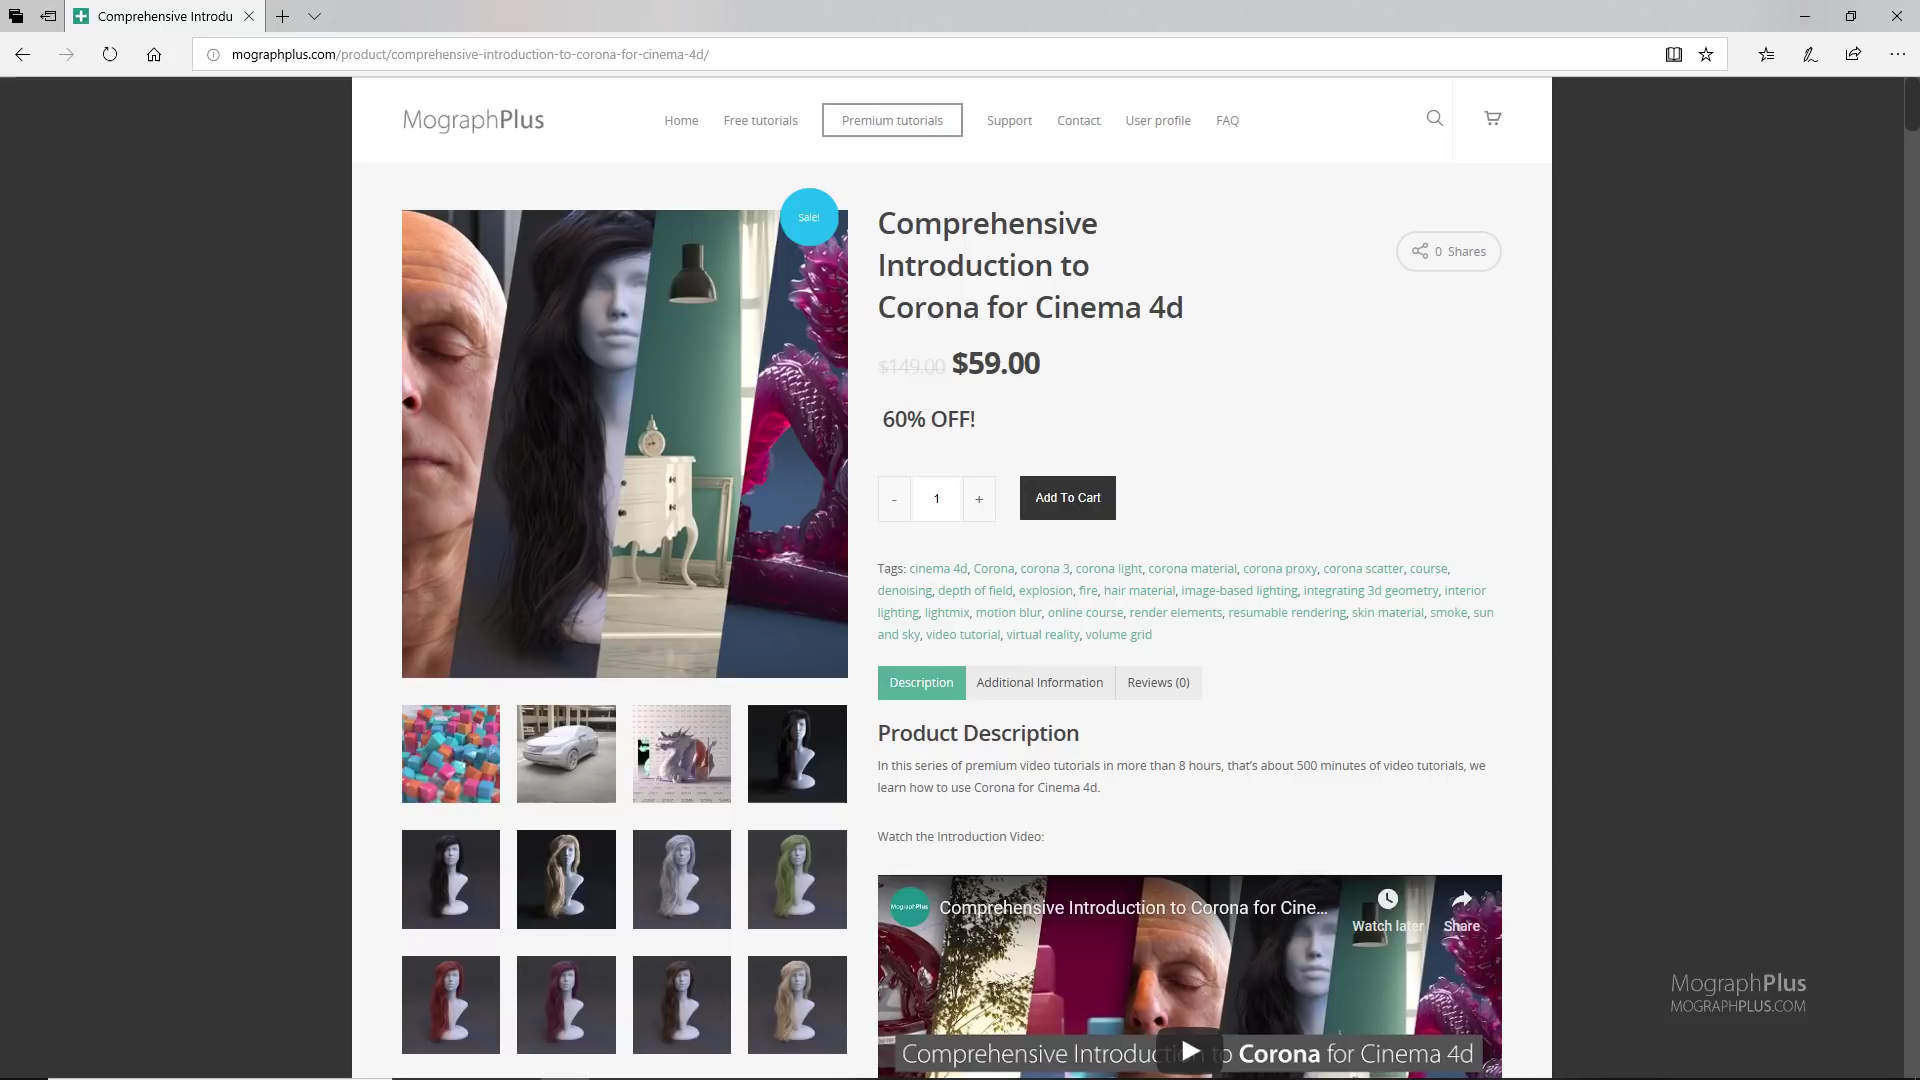 Comprehensive Introdu
mographplus.com/product/comprehensive-introduction-to-corona-for-cinema-4d/
MographPlus
Home Free tutorials Premium tutorials Support Contact User profile FAQ
Sale!
Comprehensive
Introduction to
Corona for Cinema 4d
0 Shares
$149.00 $59.00
60% OFF!
- 1 + Add To Cart
Tags: cinema 4d, Corona, corona 3, corona light, corona material, corona proxy, corona scatter, course,
denoising, depth of field, explosion, fire, hair material, image-based lighting, integrating 3d geometry, interior
lighting, lightmix, motion blur, online course, render elements, resumable rendering, skin material, smoke, sun
and sky, video tutorial, virtual reality, volume grid
Description Additional Information Reviews (0)
Product Description
In this series of premium video tutorials in more than 8 hours, that's about 500 minutes of video tutorials, we
learn how to use Corona for Cinema 4d.
Watch the Introduction Video:
MographPlus
Comprehensive Introduction to Corona for Cine...
Watch later Share
Comprehensive Introduction to Corona for Cinema 4d
MographPlus
MOGRAPHPLUS.COM